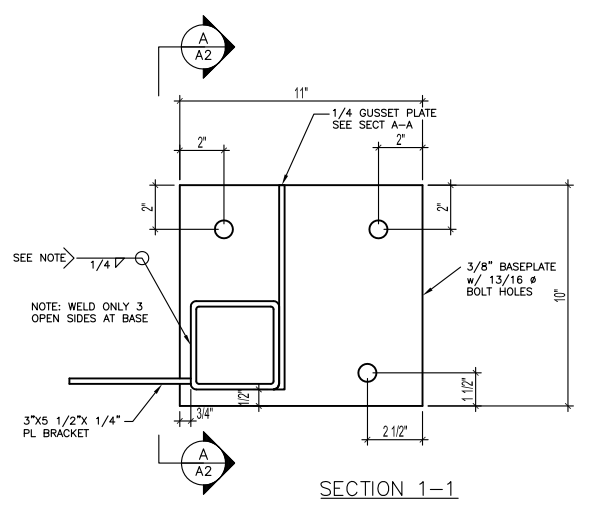 A
A2
11"
1/4 GUSSET PLATE
SEE SECT A-A
2"
2"
2"
2"
SEE NOTE
1/4
3/8" BASEPLATE
w/ 13/16 ø
BOLT HOLES
10"
NOTE: WELD ONLY 3
OPEN SIDES AT BASE
1/2"
1 1/2"
3/4"
3"X5 1/2"X 1/4"
PL BRACKET
2 1/2"
A
A2
SECTION 1-1